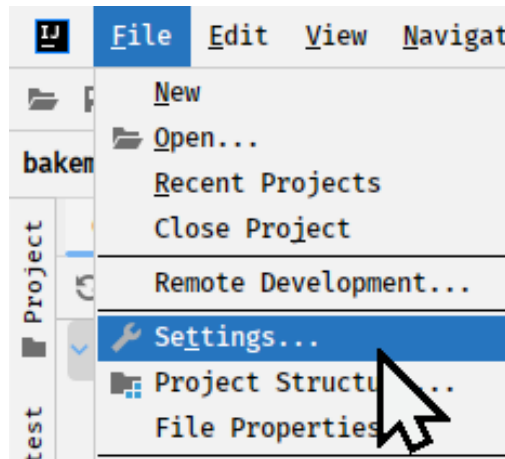 IJ File Edit View Navigat
New
Open...
bakem
Recent Projects
Close Project
Project
Remote Development...
Settings...
Project Structu...
File Properties
test